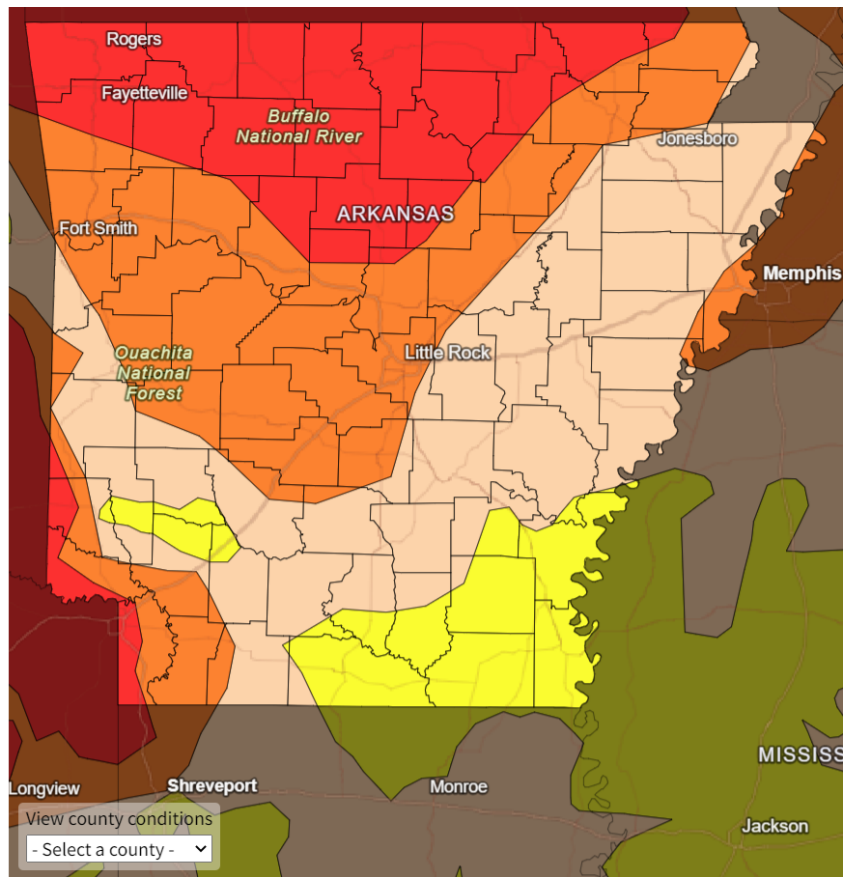 Rogers
Fayetteville
Buffalo
National River
Jonesboro
ARKANSAS
Fort Smith
Memphis
Little Rock
Ouachita
National
Forest
MISSISS
Longview
Shreveport
Monroe
Jackson
View county conditions
- Select a county -